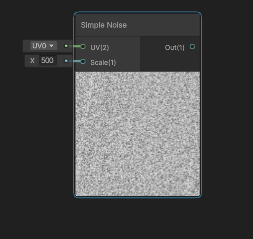 Simple Noise
UV0 UV(2) Out(1)
X 500 Scale(1)